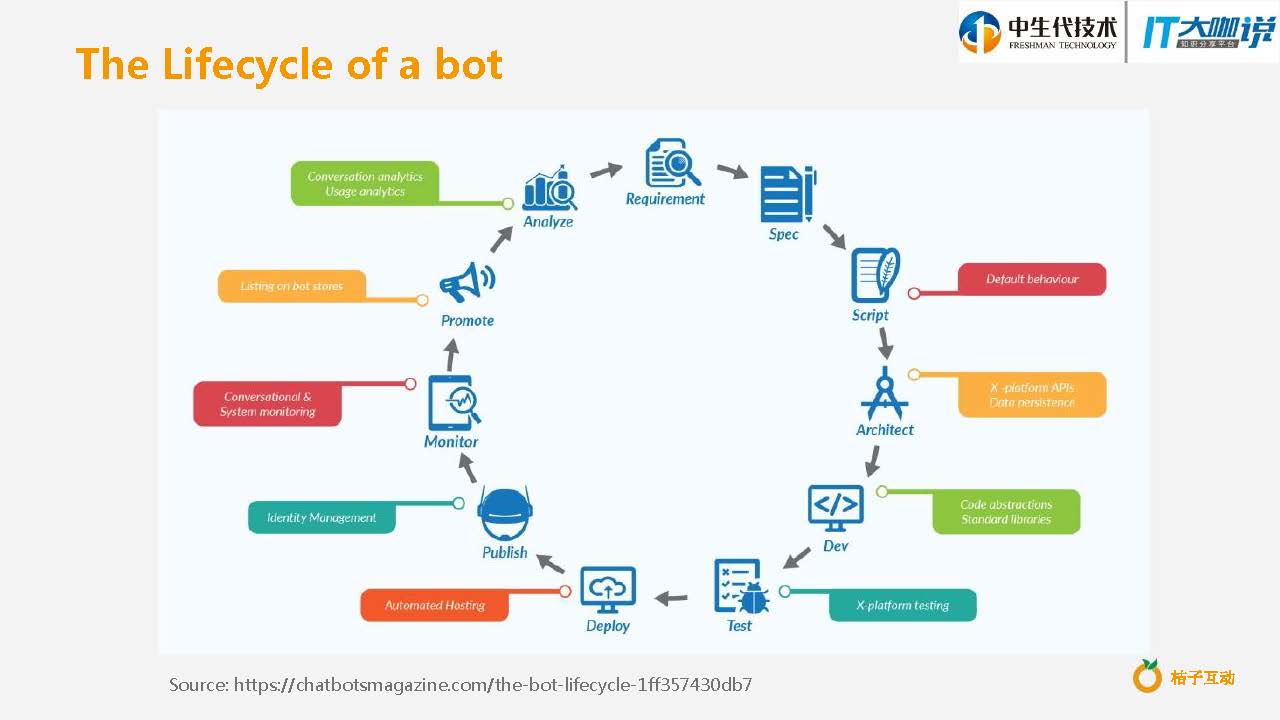 中生代技术
FRESHMAN TECHNOLOGY
IT大咖说
知识分享平台
The Lifecycle of a bot
Conversation analytics
Usage analytics
Analyze
Requirement
Spec
Script
Default behaviour
Listing on bot stores
Promote
X -platform APIs
Data persistence
Architect
Conversational &
System monitoring
Monitor
Code abstractions
Standard libraries
Dev
Identity Management
Publish
Automated Hosting
Deploy
Test
X-platform testing
Source: https://chatbotsmagazine.com/the-bot-lifecycle-1ff357430db7
桔子互动